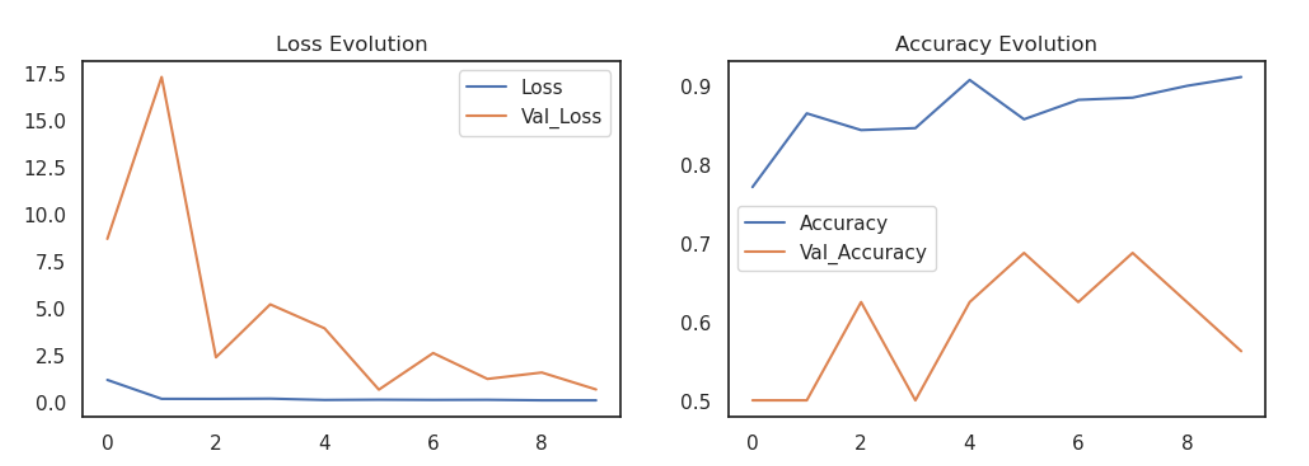 Loss Evolution
17.5
15.0
12.5
10.0
7.5
5.0
2.5
0.0
Loss
Val_Loss
0 2 4 6 8
Accuracy Evolution
0.9
0.8
0.7
0.6
0.5
Accuracy
Val_Accuracy
0 2 4 6 8